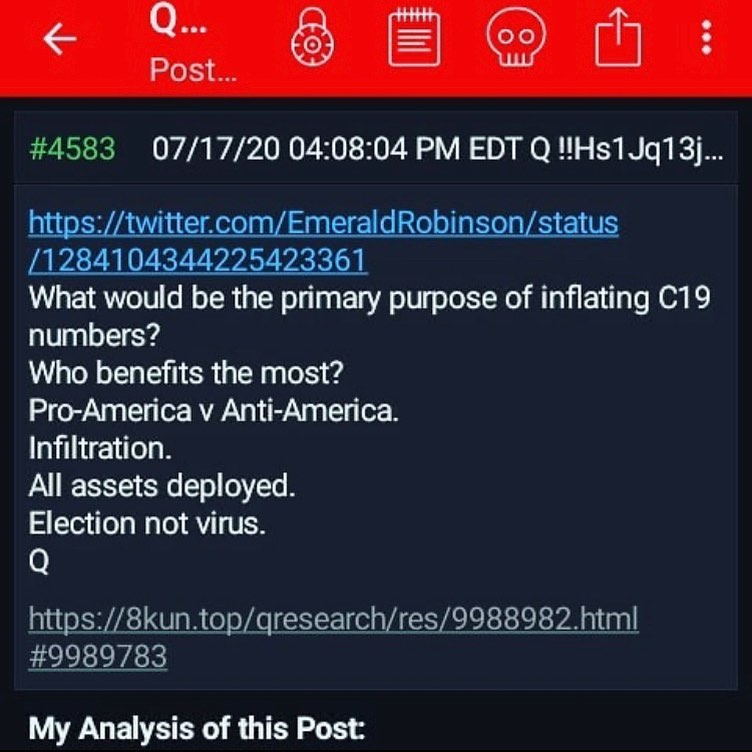 Q...
Post...
#4583 07/17/20 04:08:04 PM EDT Q !!Hs1Jq13j...
https://twitter.com/EmeraldRobinson/status
/1284104344225423361
What would be the primary purpose of inflating C19
numbers?
Who benefits the most?
Pro-America v Anti-America.
Infiltration.
All assets deployed.
Election not virus.
Q
https://8kun.top/qresearch/res/9988982.html
#9989783
My Analysis of this Post: